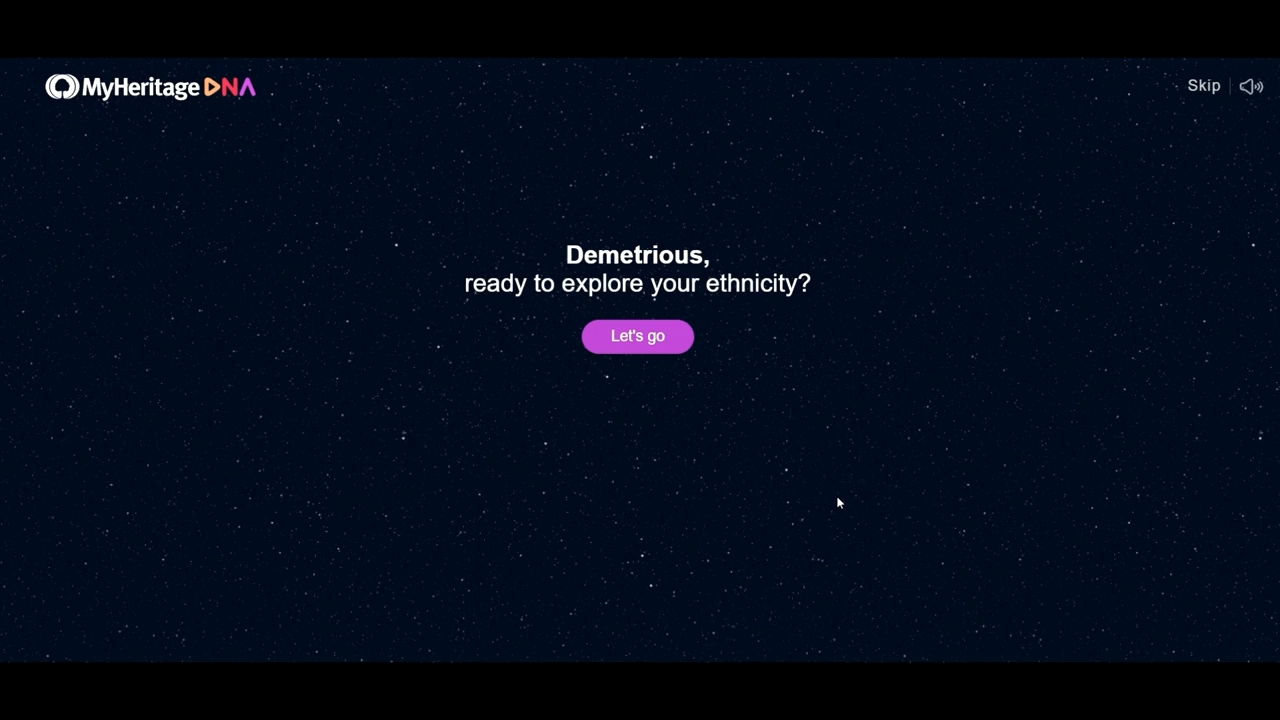 MyHeritage DNA
Skip
Demetrious,
ready to explore your ethnicity?
Let's go